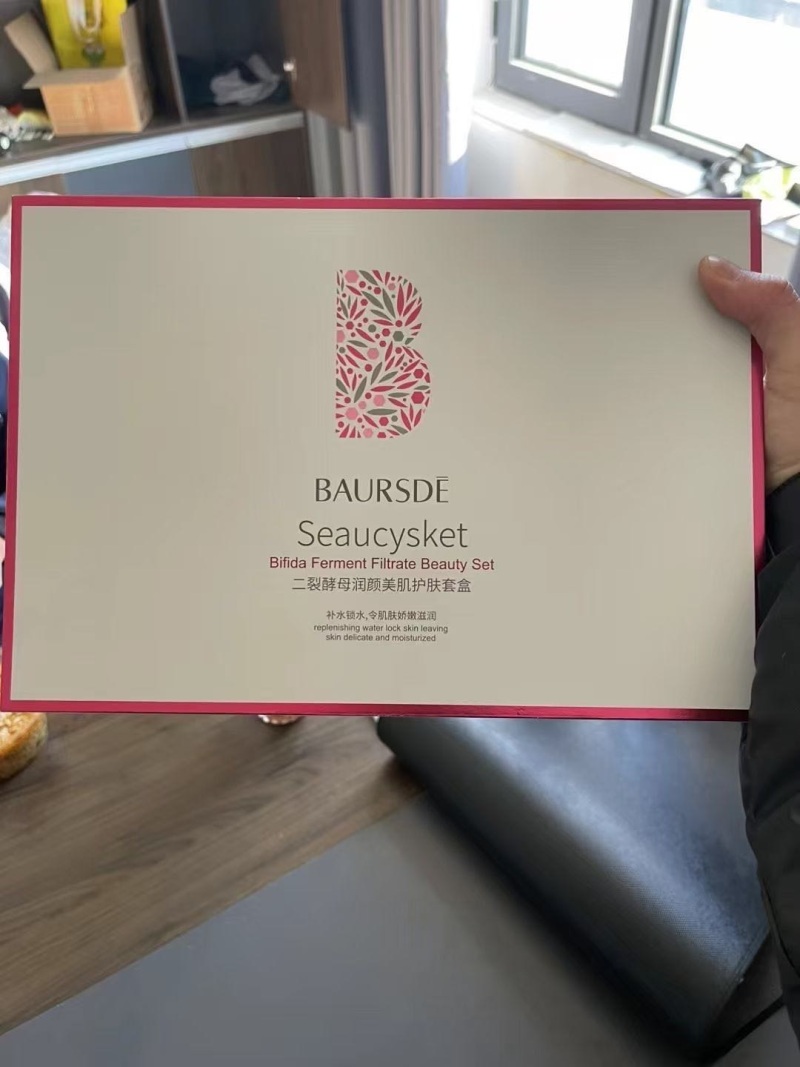 B
BAURSDĒ
Seaucysket
Bifida Ferment Filtrate Beauty Set
二裂酵母润颜美肌护肤套盒
补水锁水,令肌肤娇嫩滋润
replenishing water lock skin leaving
skin delicate and moisturized